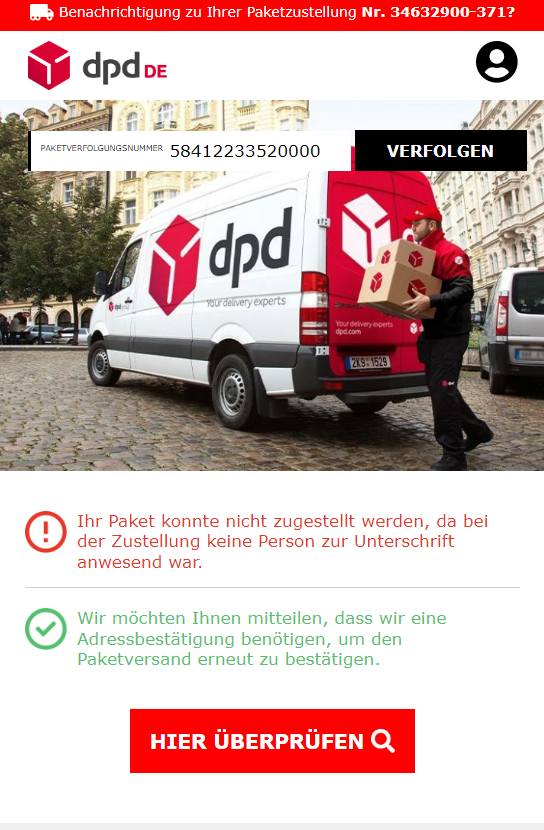 Benachrichtigung zu Ihrer Paketzustellung Nr. 34632900-371?
dpd DE
PAKETVERFOLGUNGSNUMMER 58412233520000 VERFOLGEN
dpd
Your delivery experts
Your delivery experts
dpd.com
2K9 1529
dpd
Ihr Paket konnte nicht zugestellt werden, da bei
der Zustellung keine Person zur Unterschrift
anwesend war.
Wir möchten Ihnen mitteilen, dass wir eine
Adressbestätigung benötigen, um den
Paketversand erneut zu bestätigen.
HIER ÜBERPRÜFEN